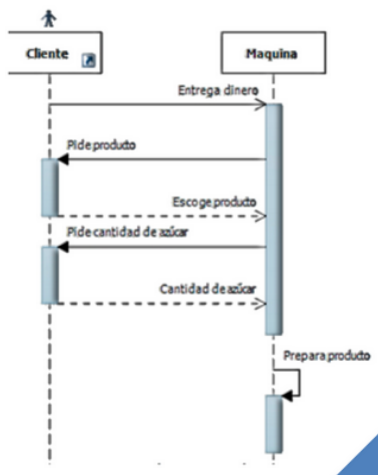 Cliente
Maquina
Entrega dinero
Pide producto
Escoge producto
Pide cantidad de azúcar
Cantidad de azúcar
Prepara producto